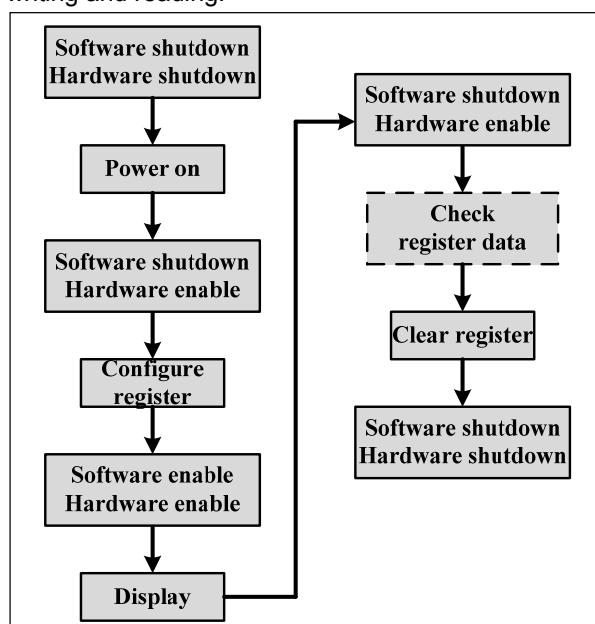 writing and reading.
Software shutdown
Hardware shutdown
Power on
Software shutdown
Hardware enable
Configure
register
Software enable
Hardware enable
Display
Software shutdown
Hardware enable
Check
register data
Clear register
Software shutdown
Hardware shutdown